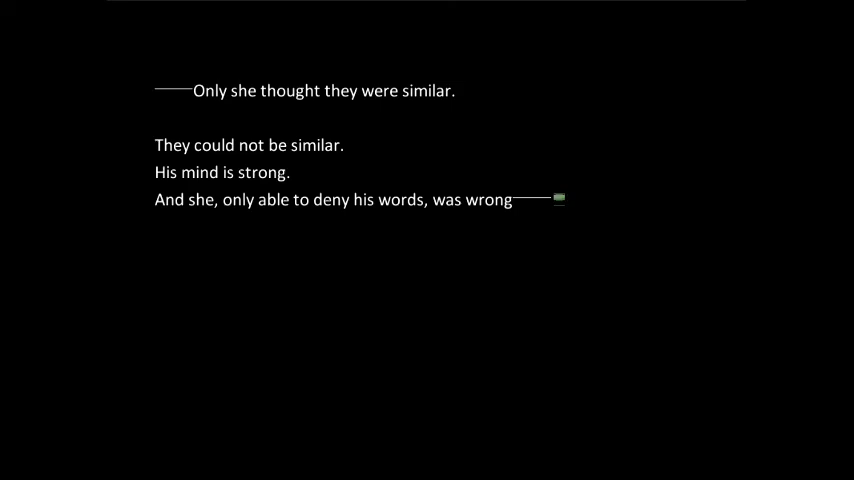 ——Only she thought they were similar.
They could not be similar.
His mind is strong.
And she, only able to deny his words, was wrong——